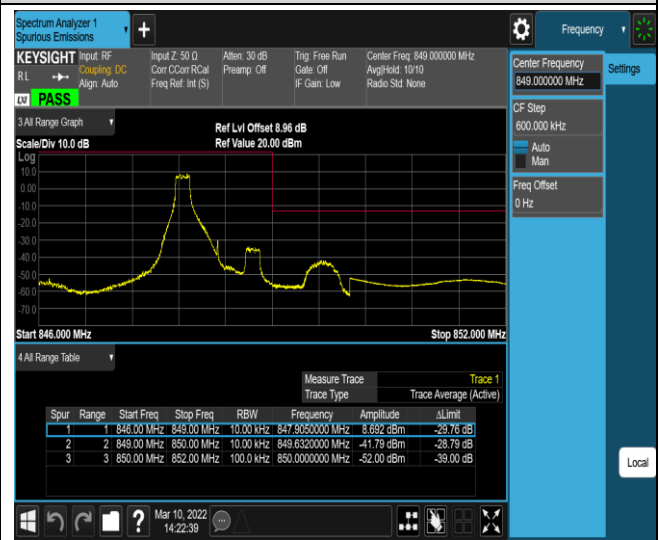 Spectrum Analyzer 1
Spurious Emissions
Frequency
KEYSIGHT
Input: RF
Input Z: 50 Ω
Atten: 30 dB
Trig: Free Run
Center Freq: 849.000000 MHz
RL
Coupling: DC
Corr CCorr RCal
Preamp: Off
Gate: Off
Avg|Hold: 10/10
Align: Auto
Freq Ref: Int (S)
IF Gain: Low
Radio Std: None
LXI
PASS
3 All Range Graph
Ref Lvl Offset 8.96 dB
Scale/Div 10.0 dB
Ref Value 20.00 dBm
Log
10.0
0.00
-10.0
-20.0
-30.0
-40.0
-50.0
-60.0
-70.0
Start 846.000 MHz
Stop 852.000 MHz
4 All Range Table
Measure Trace
Trace 1
Trace Type
Trace Average (Active)
Spur Range Start Freq Stop Freq RBW Frequency Amplitude ΔLimit
1 1 846.00 MHz 849.00 MHz 10.00 kHz 847.9050000 MHz 8.692 dBm -29.76 dB
2 2 849.00 MHz 850.00 MHz 10.00 kHz 849.6320000 MHz -41.79 dBm -28.79 dB
3 3 850.00 MHz 852.00 MHz 100.0 kHz 850.0000000 MHz -52.00 dBm -39.00 dB
Mar 10, 2022
14:22:39
Center Frequency
849.000000 MHz
Settings
CF Step
600.000 kHz
Auto
Man
Freq Offset
0 Hz
Local